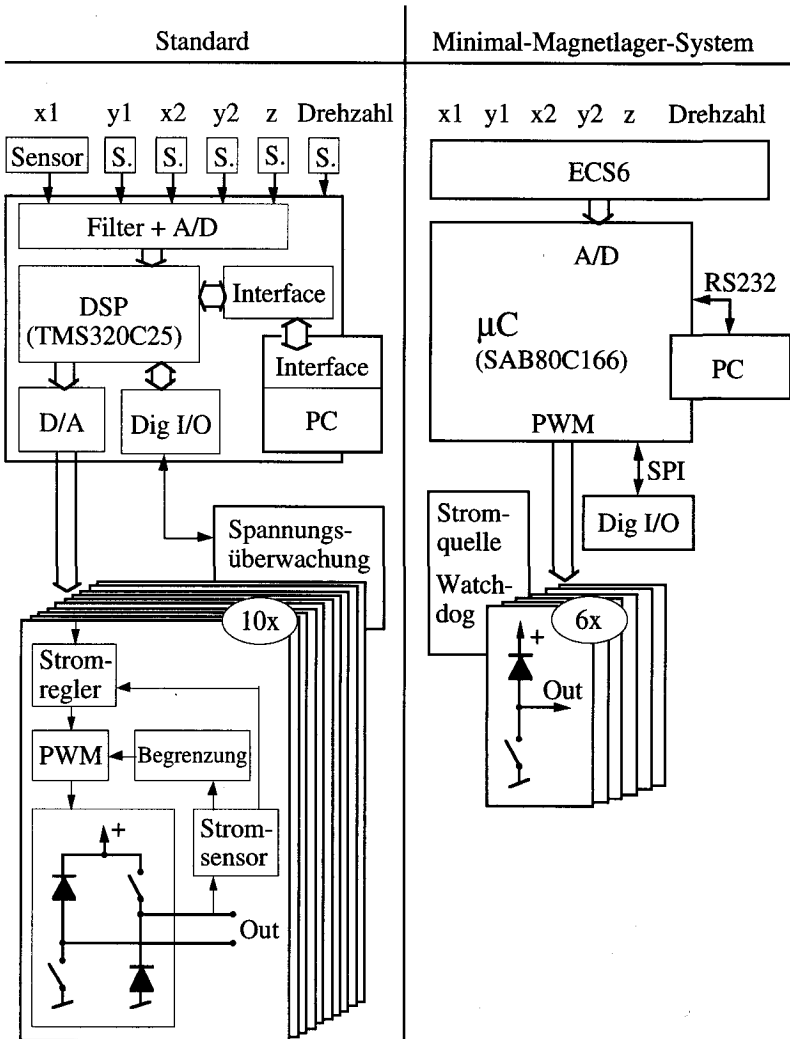 Standard
Minimal-Magnetlager-System
x1 y1 x2 y2 z Drehzahl
Sensor S. S. S. S. S.
Filter + A/D
DSP
(TMS320C25)
Interface
Interface
PC
D/A
Dig I/O
Spannungs-
überwachung
10x
Strom-
regler
PWM
Begrenzung
Strom-
sensor
+
Out
x1 y1 x2 y2 z Drehzahl
ECS6
A/D
µC
(SAB80C166)
PWM
RS232
PC
SPI
Dig I/O
Strom-
quelle
Watch-
dog
6x
+
Out